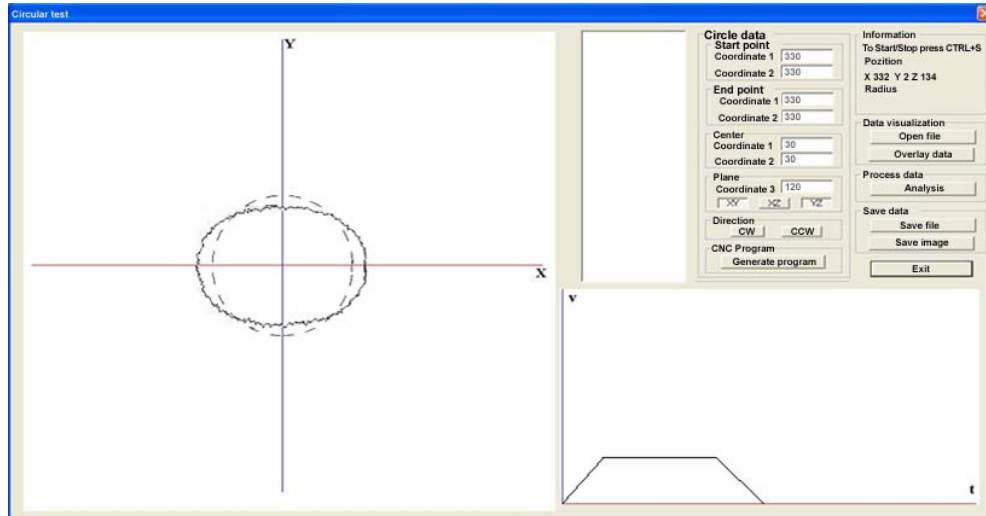 Circular test
Y
X
Circle data
Start point
Coordinate 1 330
Coordinate 2 330
End point
Coordinate 1 330
Coordinate 2 330
Center
Coordinate 1 30
Coordinate 2 30
Plane
Coordinate 3 120
XY XZ YZ
Direction
CW CCW
CNC Program
Generate program
Information
To Start/Stop press CTRL+S
Pozition
X 332 Y 2 Z 134
Radius
Data visualization
Open file
Overlay data
Process data
Analysis
Save data
Save file
Save image
Exit
v
t